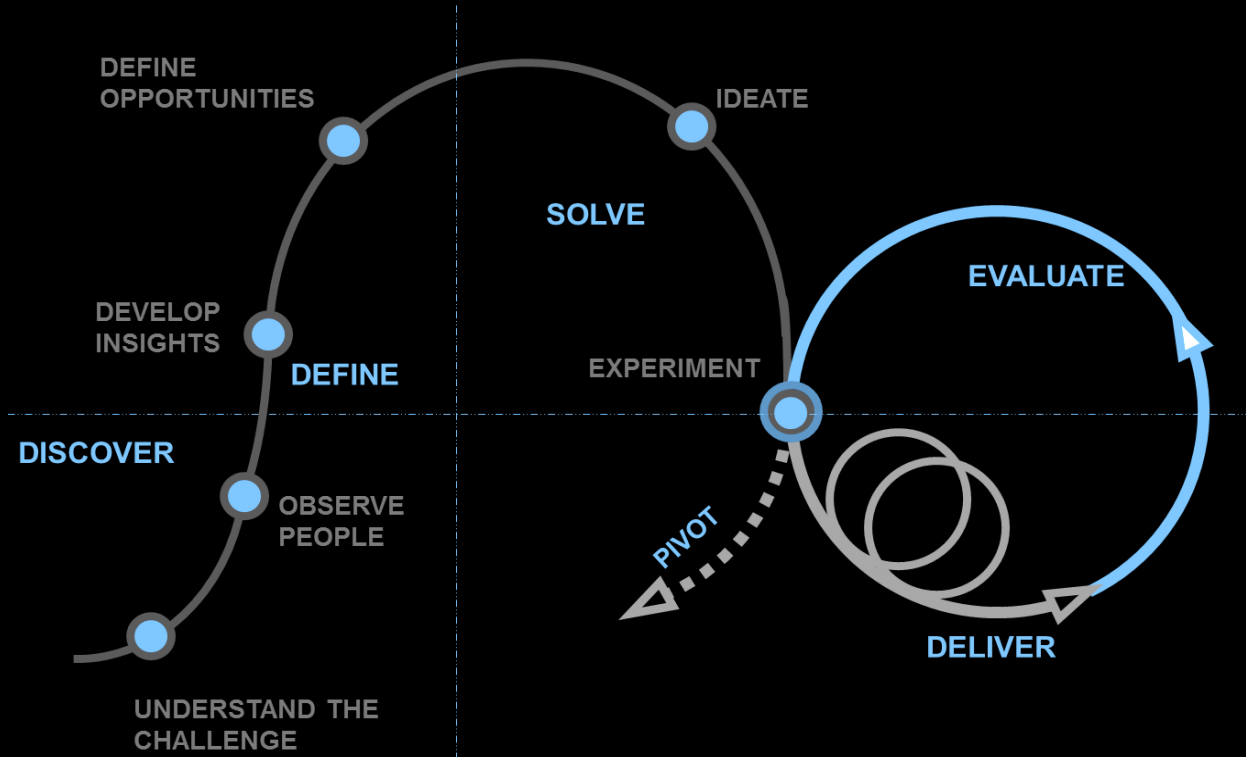 DEFINE
OPPORTUNITIES
IDEATE
SOLVE
EVALUATE
DEVELOP
INSIGHTS
DEFINE
EXPERIMENT
DISCOVER
OBSERVE
PEOPLE
PIVOT
DELIVER
UNDERSTAND THE
CHALLENGE